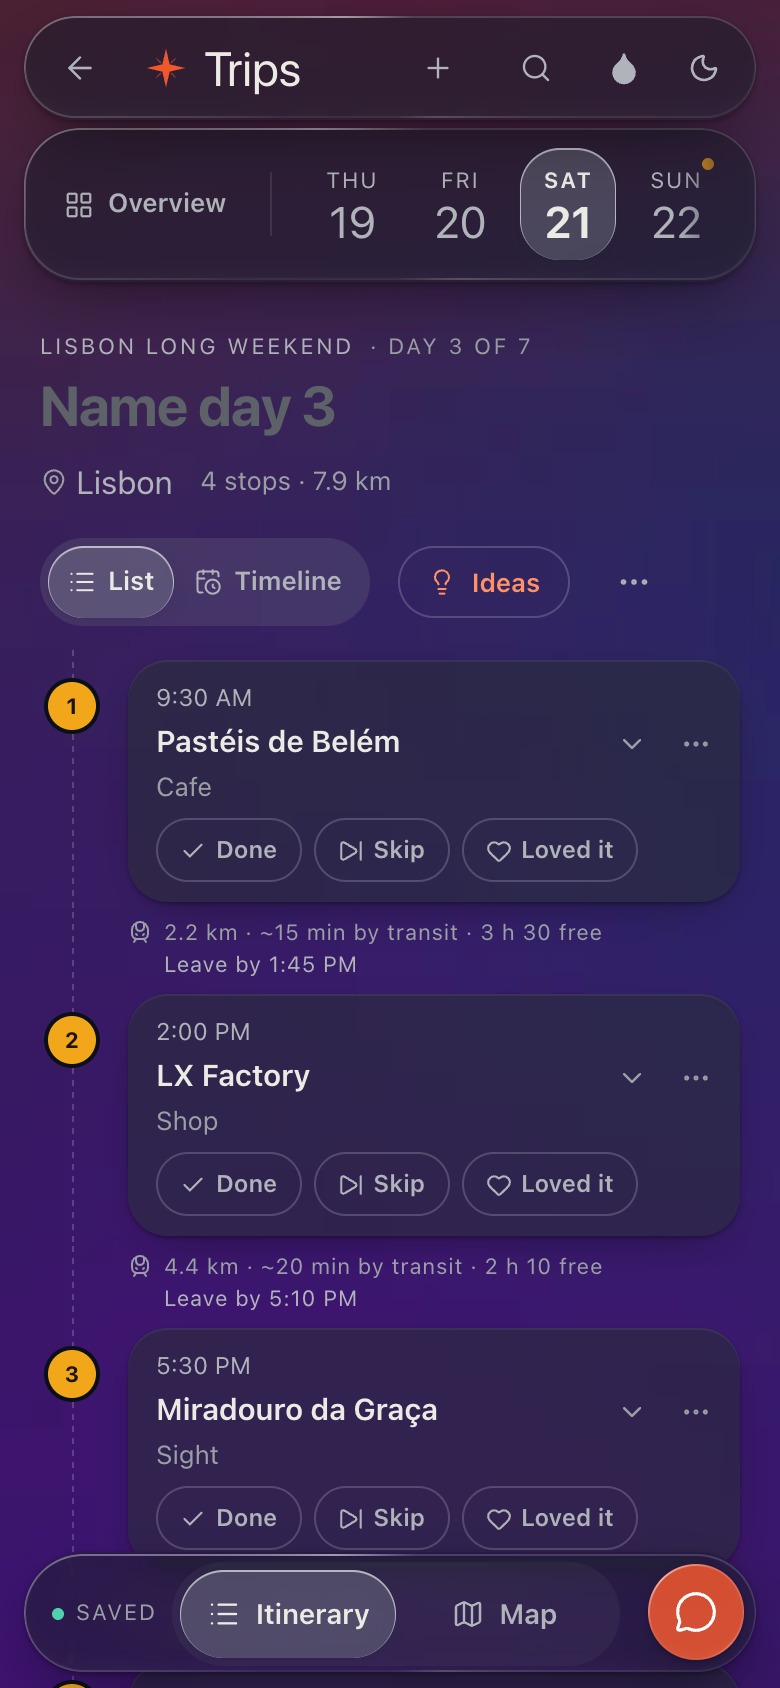 Trips
Overview
THU
19
FRI
20
SAT
21
SUN
22
LISBON LONG WEEKEND · DAY 3 OF 7
Name day 3
Lisbon 4 stops · 7.9 km
List Timeline Ideas
1
9:30 AM
Pastéis de Belém
Cafe
Done Skip Loved it
2.2 km · ~15 min by transit · 3 h 30 free
Leave by 1:45 PM
2
2:00 PM
LX Factory
Shop
Done Skip Loved it
4.4 km · ~20 min by transit · 2 h 10 free
Leave by 5:10 PM
3
5:30 PM
Miradouro da Graça
Sight
Done Skip Loved it
SAVED Itinerary Map